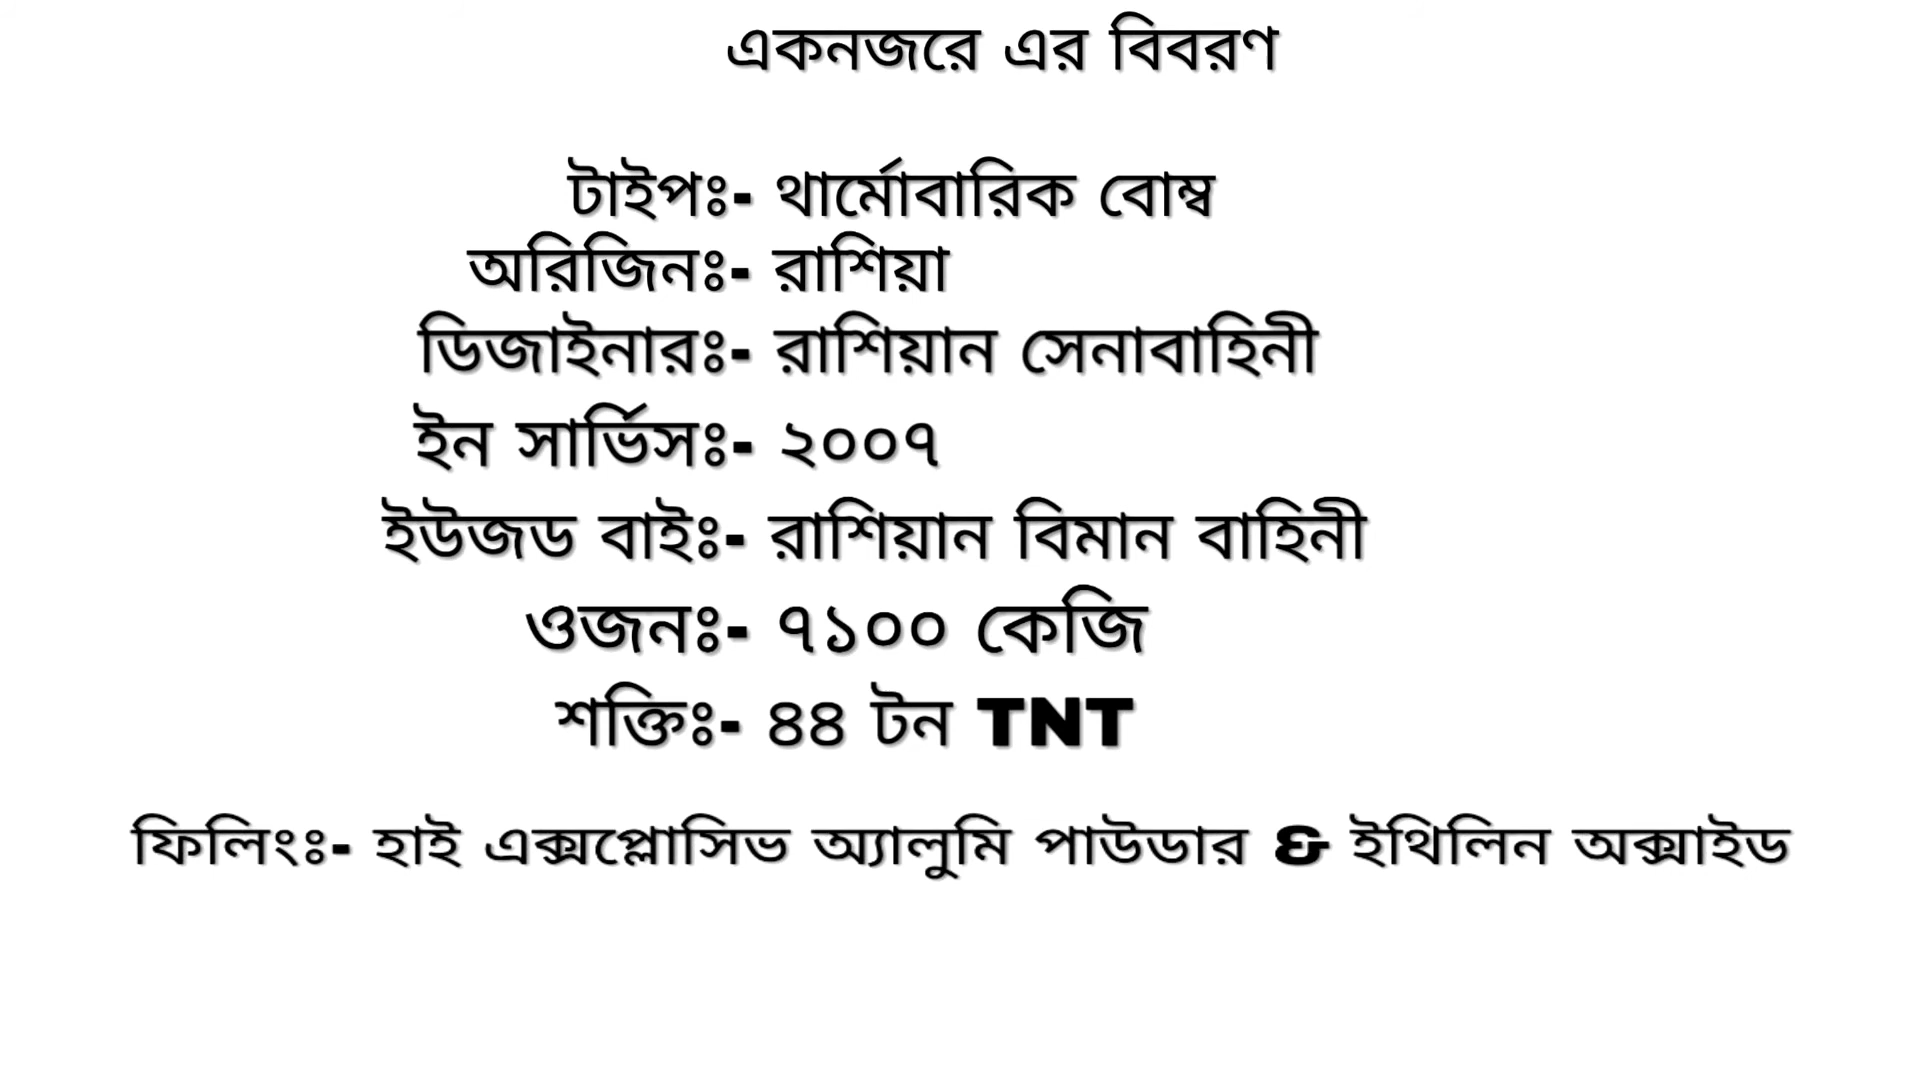 একনজরে এর বিবরণ
টাইপঃ- থার্মোবারিক বোম্ব
অরিজিনঃ- রাশিয়া
ডিজাইনারঃ- রাশিয়ান সেনাবাহিনী
ইন সার্ভিসঃ- ২০০৭
ইউজড বাইঃ- রাশিয়ান বিমান বাহিনী
ওজনঃ- ৭১০০ কেজি
শক্তিঃ- ৪৪ টন TNT
ফিলিংঃ- হাই এক্সপ্লোসিভ অ্যালুমি পাউডার & ইথিলিন অক্সাইড